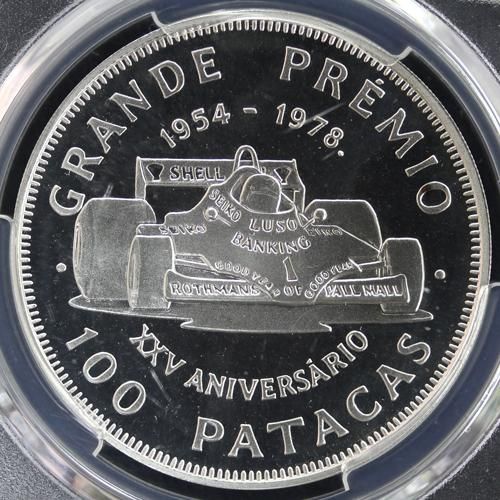 GRANDE PRÉMIO
1954 - 1978.
SHELL
SEIKO LUSO
BANKING
SEIKO
SEIKO
GOOD YEAR
GOOD YEAR
1
ROTHMANS OF PALL MALL
XXV ANIVERSÁRIO
100 PATACAS